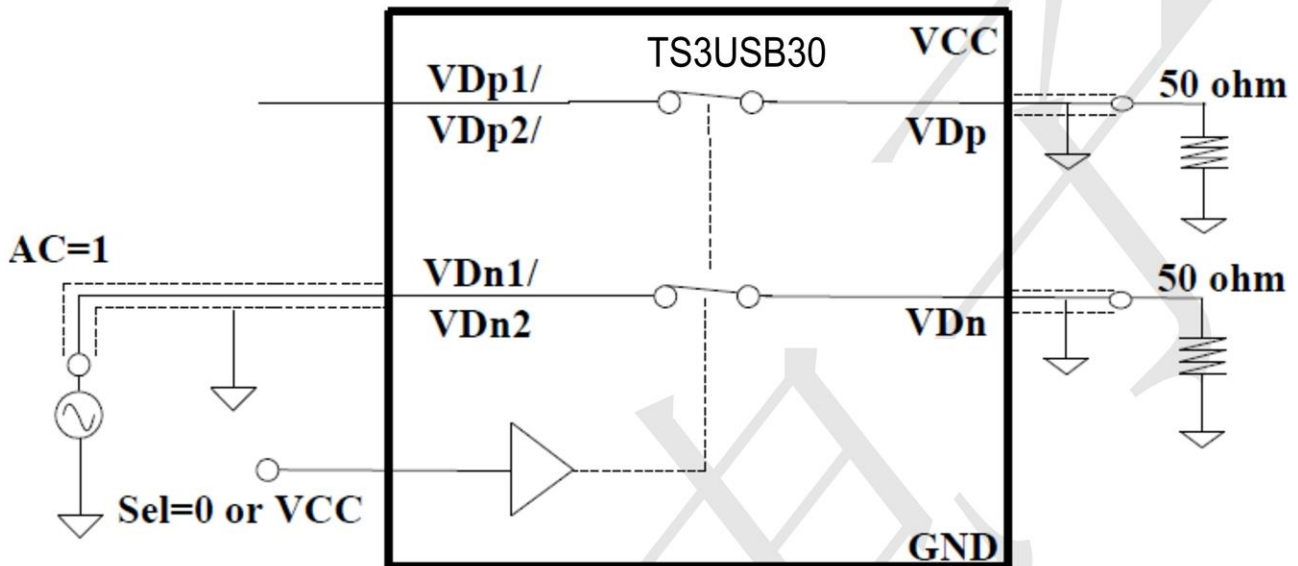 TS3USB30
VCC
VDp1/
VDp2/
VDp
50 ohm
AC=1
VDn1/
VDn2
VDn
50 ohm
Sel=0 or VCC
GND